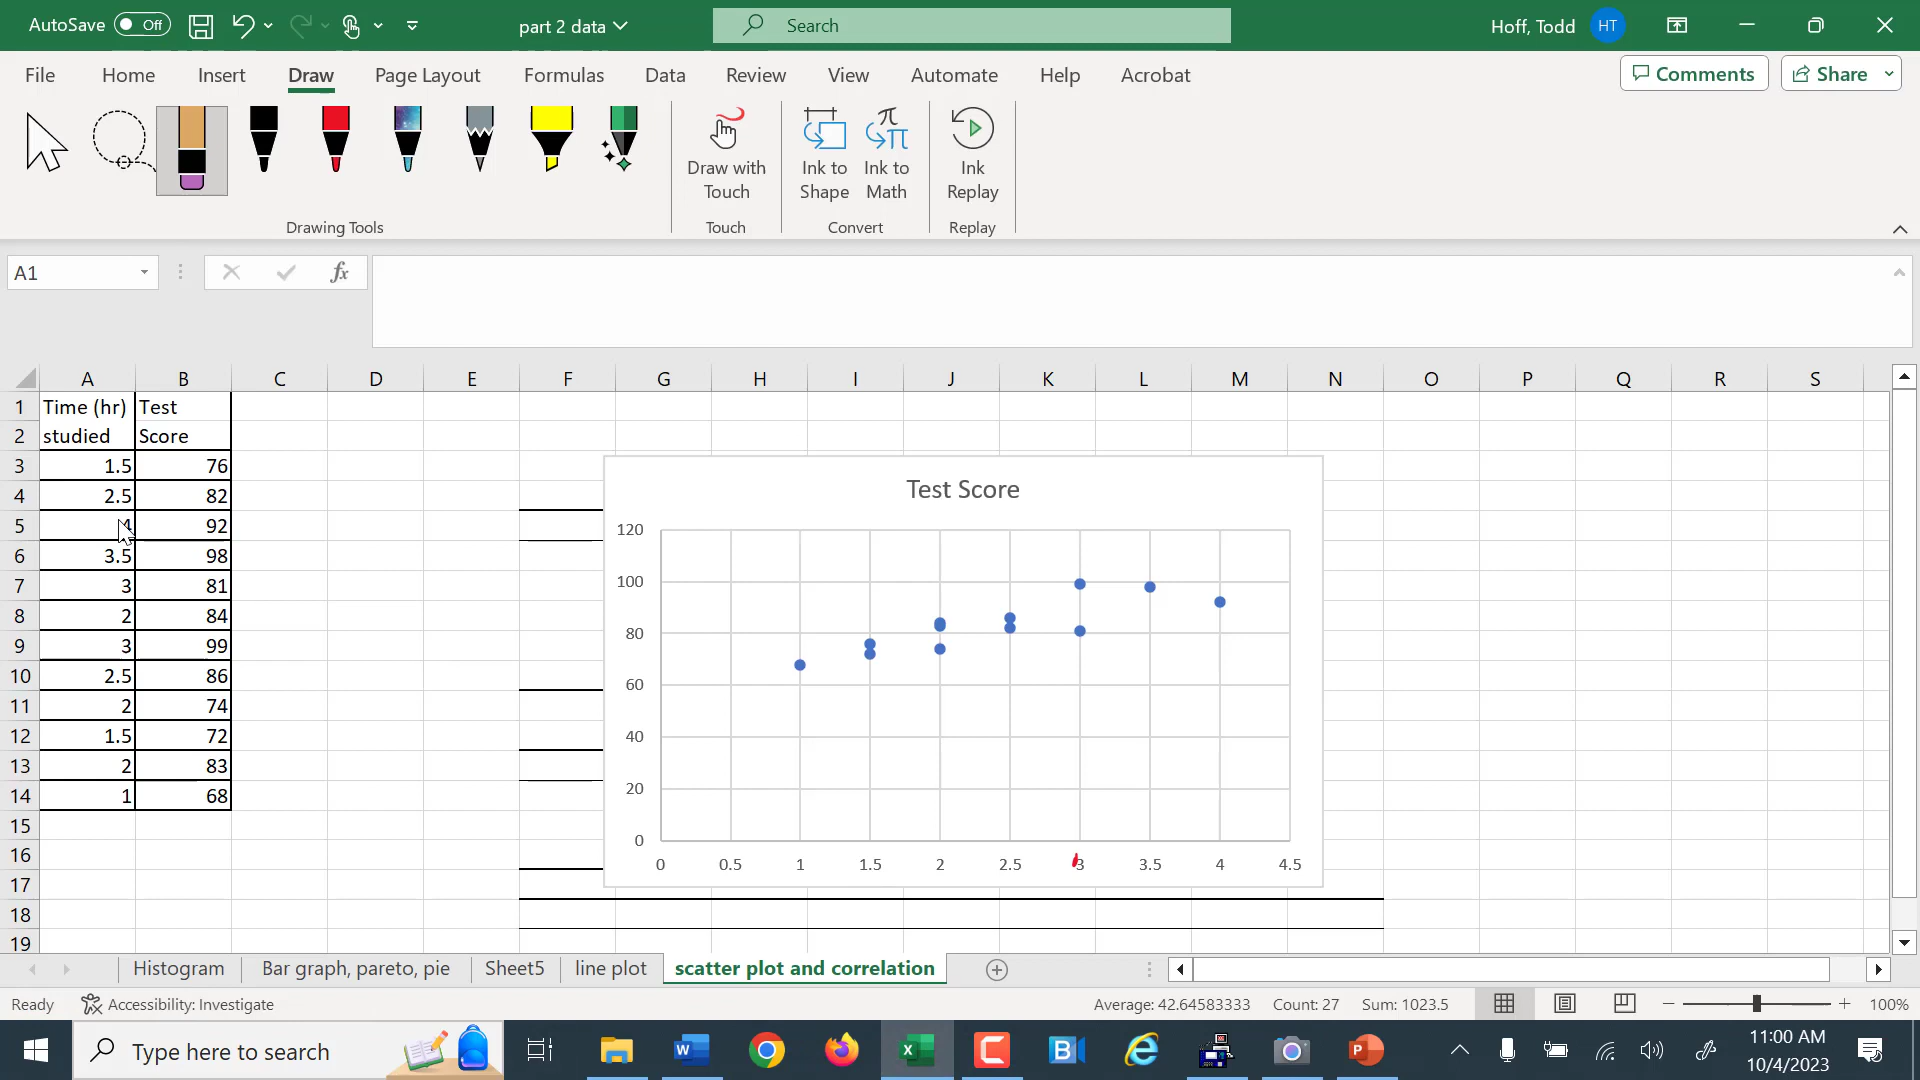 AutoSave Off
part 2 data
Search
Hoff, Todd HT
File Home Insert Draw Page Layout Formulas Data Review View Automate Help Acrobat
Comments Share
Draw with Touch
Ink to Shape
Ink to Math
Ink Replay
Drawing Tools Touch Convert Replay
A1 fx
A B C D E F G H I J K L M N O P Q R S
1 Time (hr) Test
2 studied Score
3 1.5 76
4 2.5 82
5 4 92
6 3.5 98
7 3 81
8 2 84
9 3 99
10 2.5 86
11 2 74
12 1.5 72
13 2 83
14 1 68
15
16
17
18
19
Test Score
120
100
80
60
40
20
0
0 0.5 1 1.5 2 2.5 3 3.5 4 4.5
Histogram Bar graph, pareto, pie Sheet5 line plot scatter plot and correlation
Ready Accessibility: Investigate Average: 42.64583333 Count: 27 Sum: 1023.5 100%
Type here to search
11:00 AM
10/4/2023